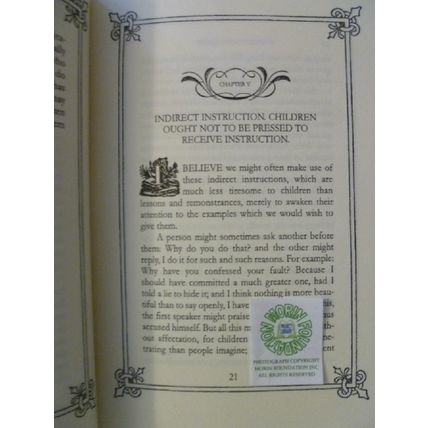 CHAPTER V
INDIRECT INSTRUCTION. CHILDREN
OUGHT NOT TO BE PRESSED TO
RECEIVE INSTRUCTION.
I BELIEVE we might often make use of
these indirect instructions, which are
much less tiresome to children than
lessons and remonstrances, merely to awaken their
attention to the examples which we would wish to
give them.
A person might sometimes ask another before
them: Why do you do that? and the other might
reply, I do it for such and such reasons. For example:
Why have you confessed your fault? Because I
should have committed a much greater one, had I
told a lie to hide it; and I think nothing is more beau-
tiful than to say openly, I have this,
the first speaker might praise
accused himself. But all this m
out affectation, for children
trating than people imagine;
21
MORIN FOUNDATION
PHOTOGRAPH COPYRIGHT
MORIN FOUNDATION INC
ALL RIGHTS RESERVED